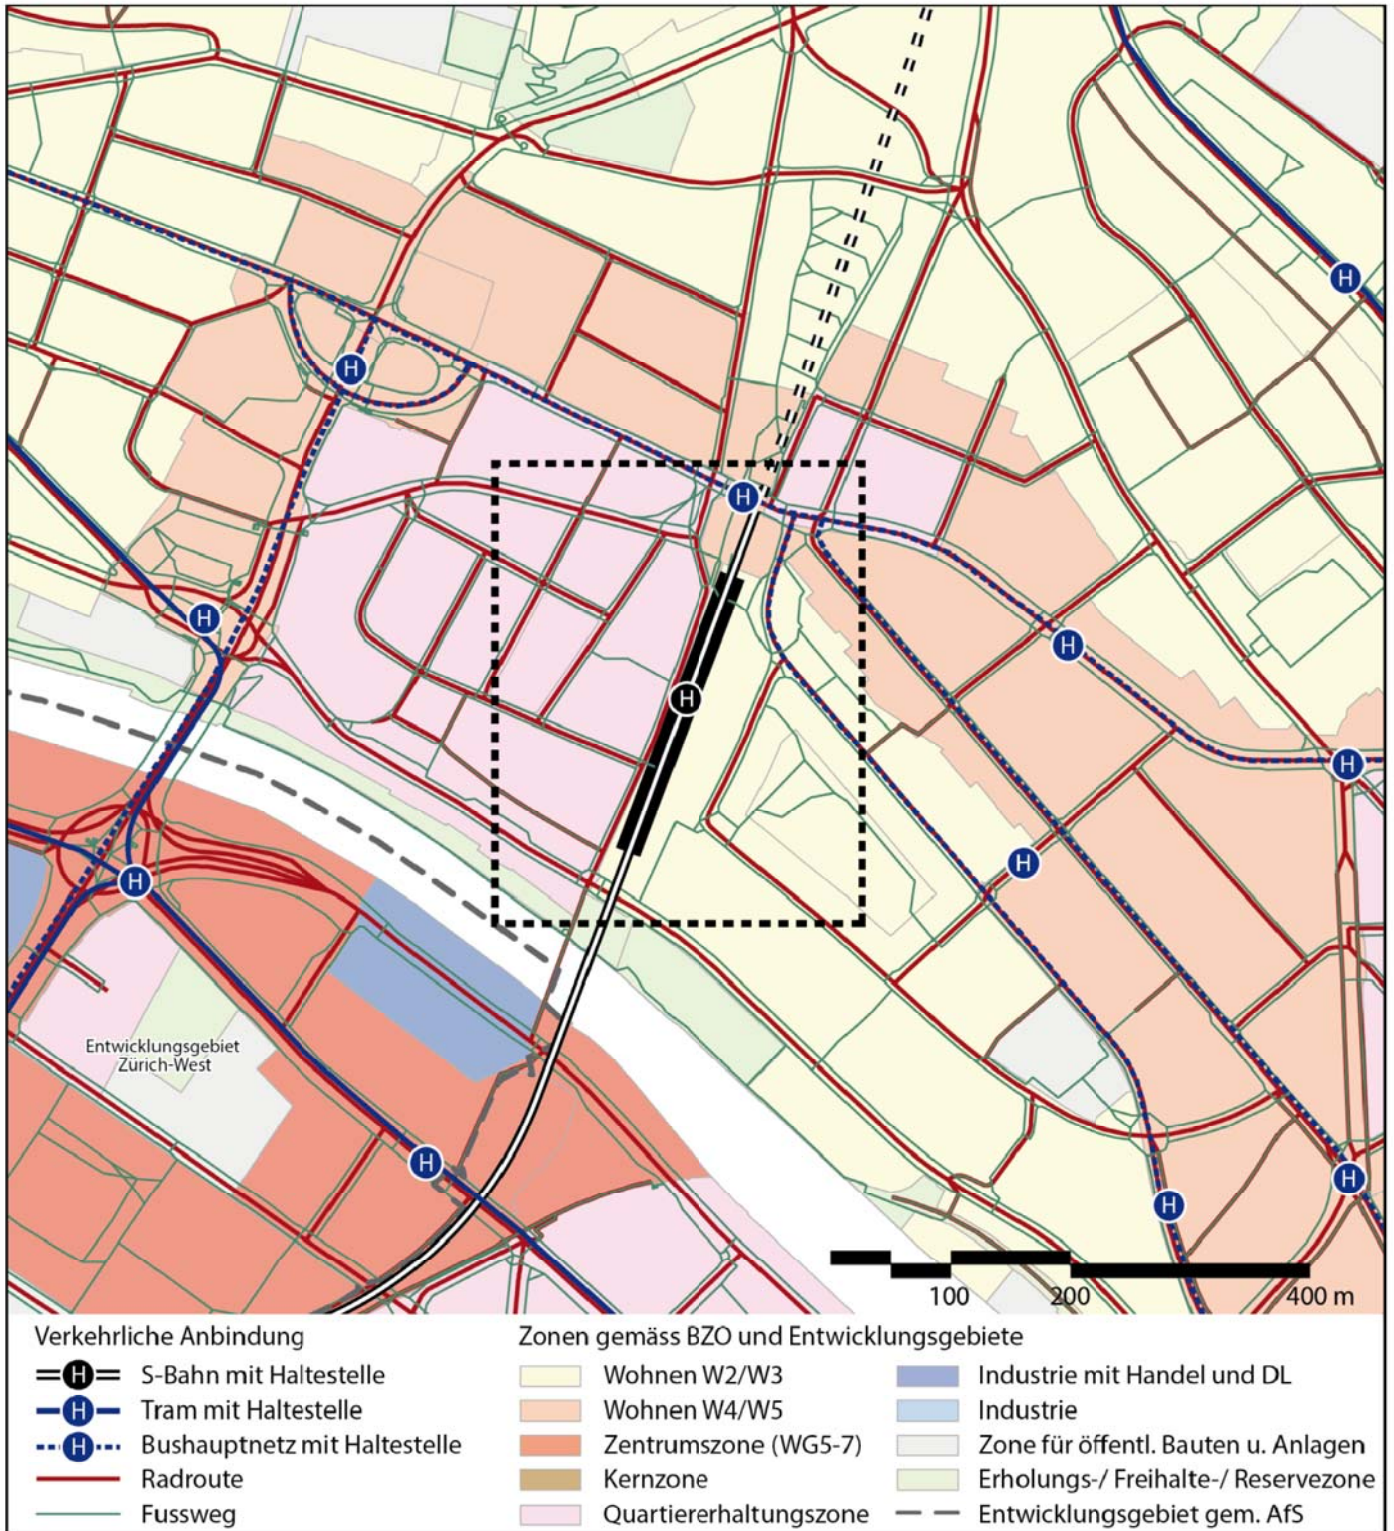 H
H
H
H
H
H
H
H
H
Entwicklungsgebiet
Zürich-West
H
H
H
H
100 200 400 m
Verkehrliche Anbindung
H S-Bahn mit Haltestelle
H Tram mit Haltestelle
H Bushauptnetz mit Haltestelle
Radroute
Fussweg
Zonen gemäss BZO und Entwicklungsgebiete
Wohnen W2/W3
Wohnen W4/W5
Zentrumszone (WG5-7)
Kernzone
Quartiererhaltungszone
Industrie mit Handel und DL
Industrie
Zone für öffentl. Bauten u. Anlagen
Erholungs-/ Freihalte-/ Reservezone
Entwicklungsgebiet gem. AfS